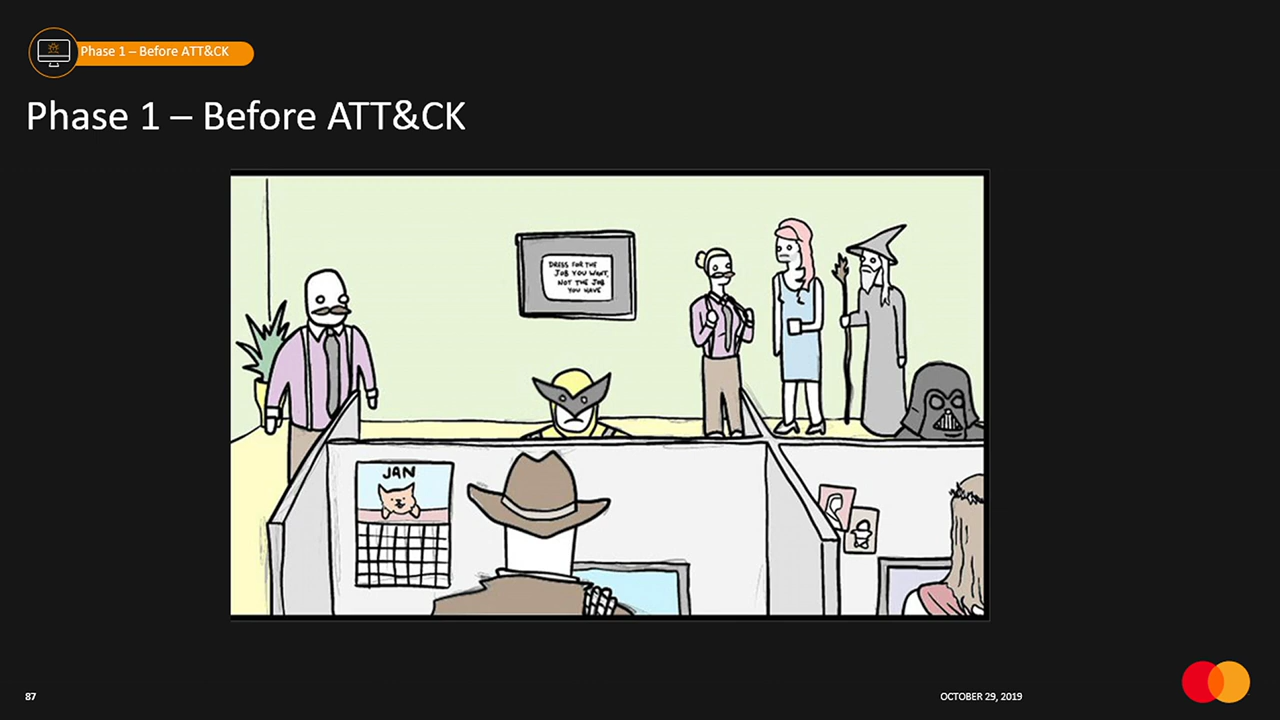 Phase 1 – Before ATT&CK
Phase 1 – Before ATT&CK
DRESS FOR THE
JOB YOU WANT,
NOT THE JOB
YOU HAVE
JAN
87
OCTOBER 29, 2019